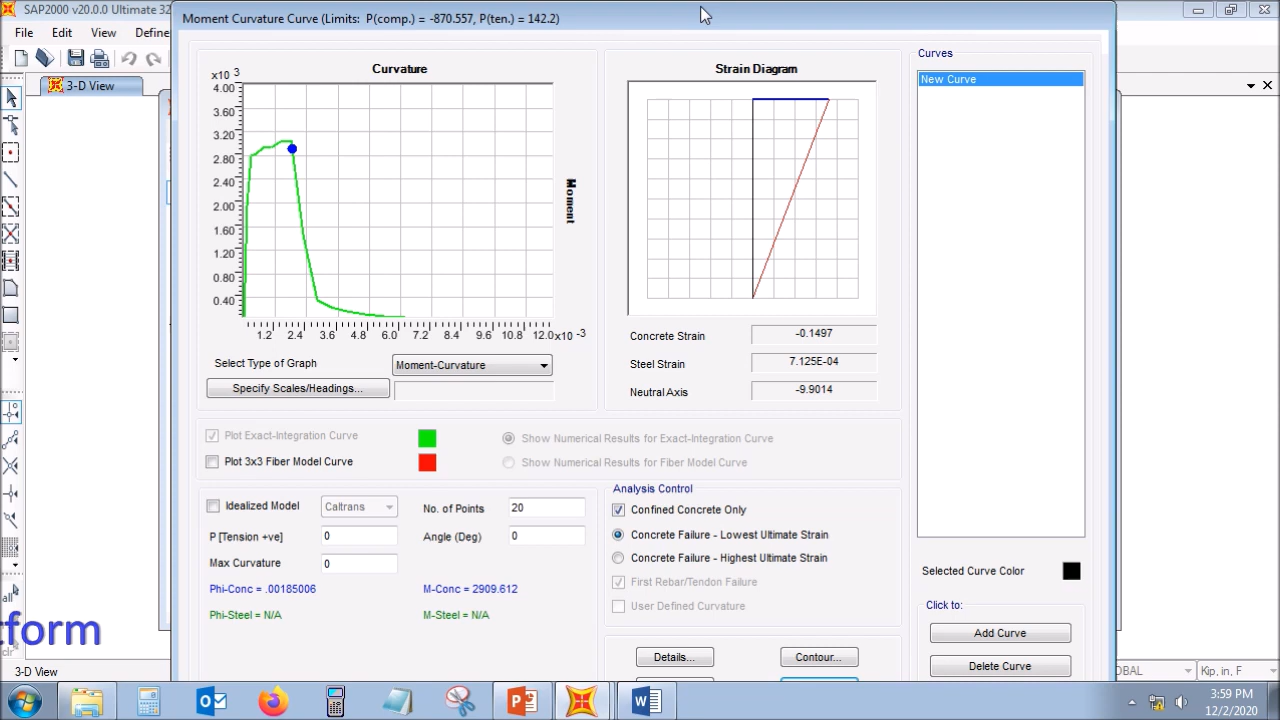 SAP2000 v20.0.0 Ultimate 32
Moment Curvature Curve (Limits: P(comp.) = -870.557, P(ten.) = 142.2)
File Edit View Define
3-D View
Curvature
x10 3
4.00
3.60
3.20
2.80
2.40
2.00
1.60
1.20
0.80
0.40
1.2 2.4 3.6 4.8 6.0 7.2 8.4 9.6 10.8 12.0 x10 -3
Moment
Select Type of Graph
Moment-Curvature
Specify Scales/Headings...
Strain Diagram
Concrete Strain -0.1497
Steel Strain 7.125E-04
Neutral Axis -9.9014
Curves
New Curve
Plot Exact-Integration Curve
Show Numerical Results for Exact-Integration Curve
Plot 3x3 Fiber Model Curve
Show Numerical Results for Fiber Model Curve
Idealized Model
Caltrans
No. of Points 20
P [Tension +ve] 0
Angle (Deg) 0
Max Curvature 0
Phi-Conc = .00185006
M-Conc = 2909.612
Phi-Steel = N/A
M-Steel = N/A
Analysis Control
Confined Concrete Only
Concrete Failure - Lowest Ultimate Strain
Concrete Failure - Highest Ultimate Strain
First Rebar/Tendon Failure
User Defined Curvature
Details...
Contour...
Selected Curve Color
Click to:
Add Curve
Delete Curve
all
tform
clr
3-D View
OBAL
Kip, in, F
3:59 PM
12/2/2020